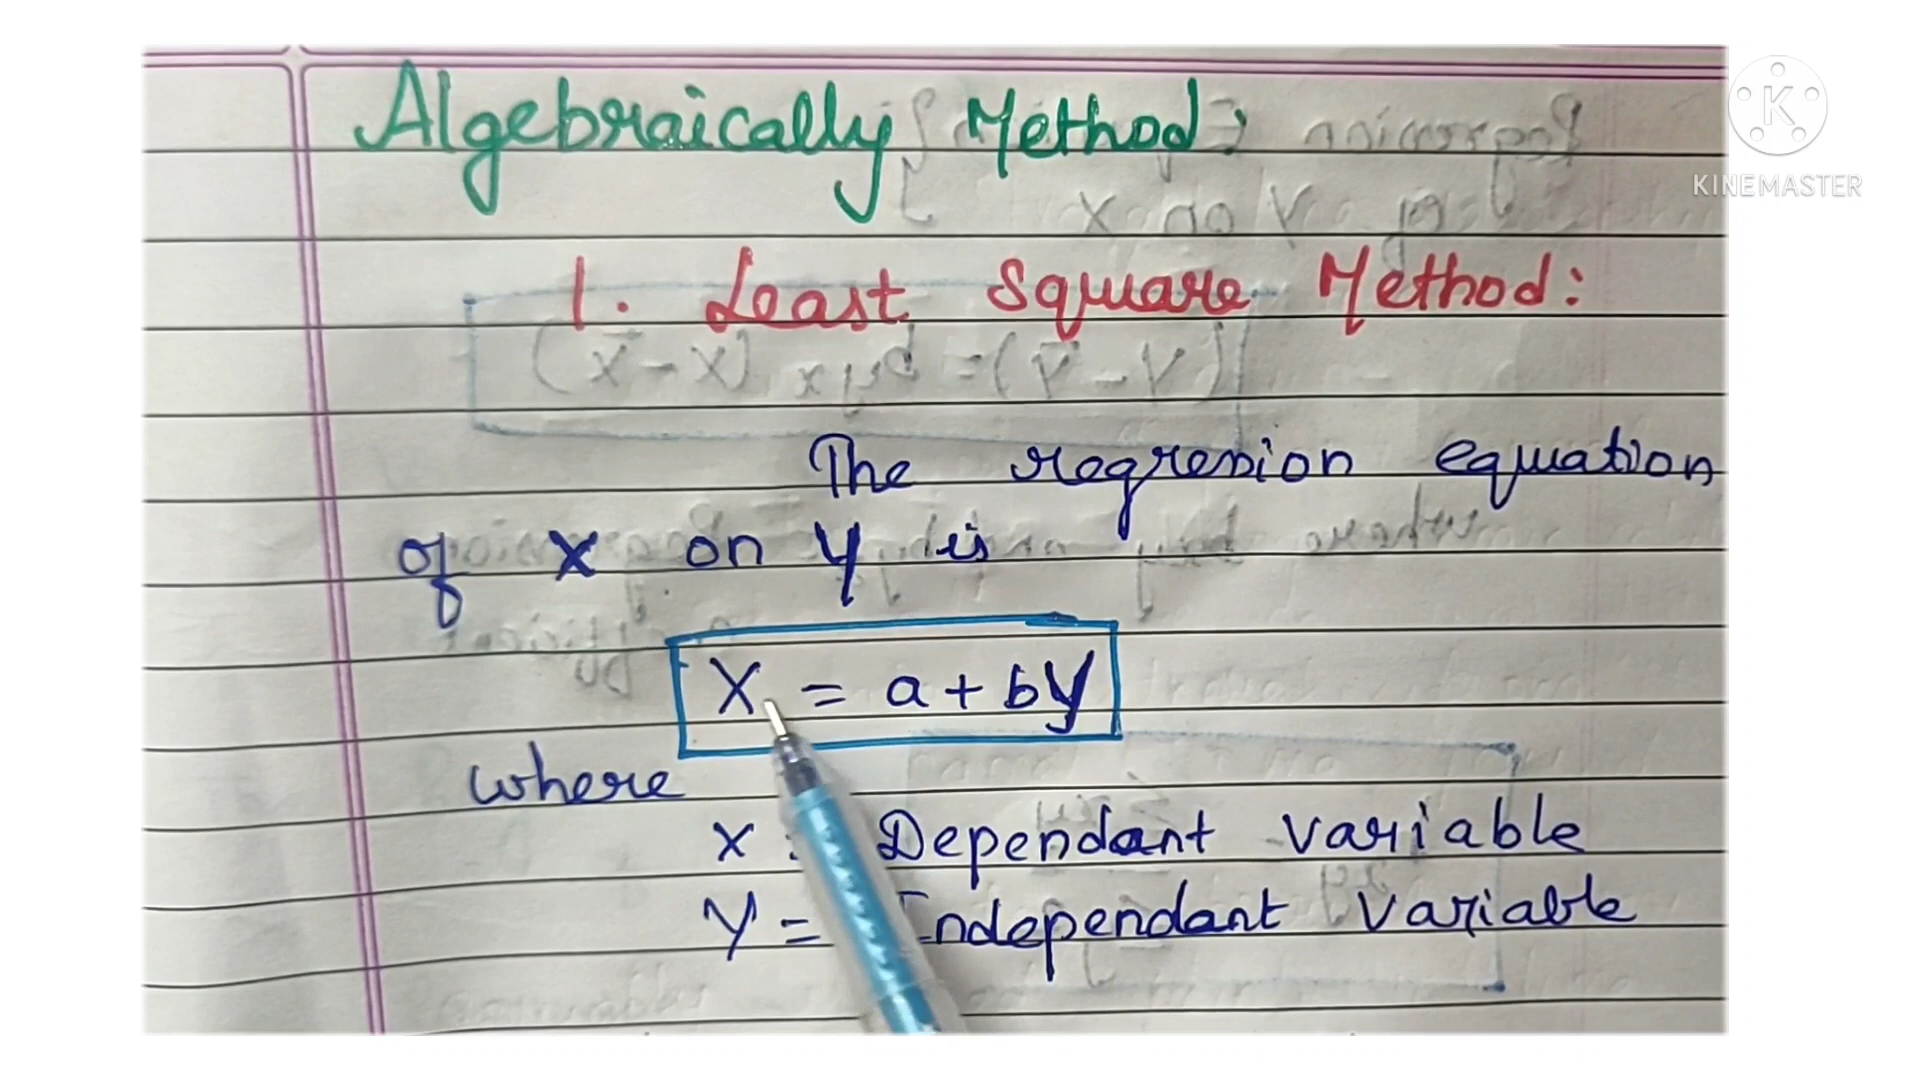 Algebraically Method:
1. Least Square Method:
The regression equation
of X on Y is
X = a + bY
where
X = Dependant variable
Y = Independant Variable
KINEMASTER